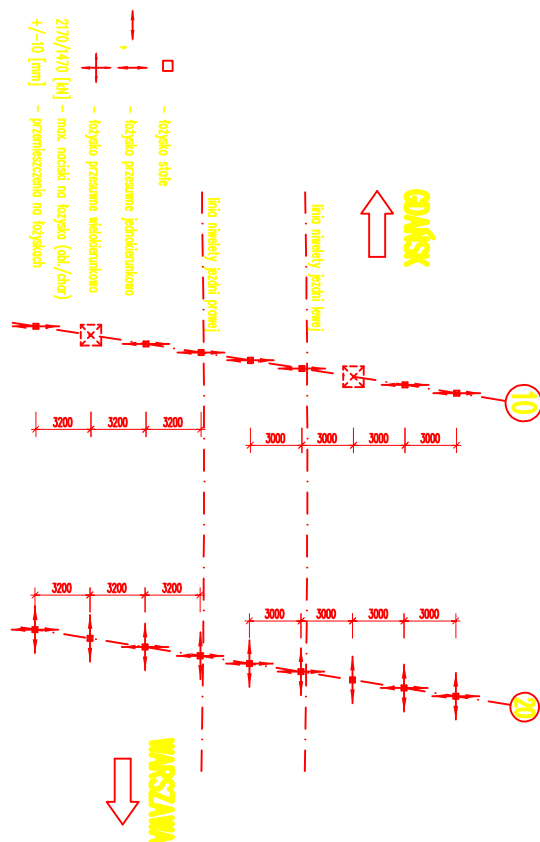 - łożysko stałe
- łożysko przesuwne jednokierunkowo
- łożysko przesuwne wielokierunkowo
2170/1470 [kN] - max. naciski na łożyska (obl./char)
+/-10 [mm] - przemieszczenia na łożyskach
GDAŃSK
linia niwelety jezdni lewej
linia niwelety jezdni prawej
10
3200
3200
3200
3000
3000
3000
3000
3200
3200
3200
3000
3000
3000
3000
20
WARSZAWA